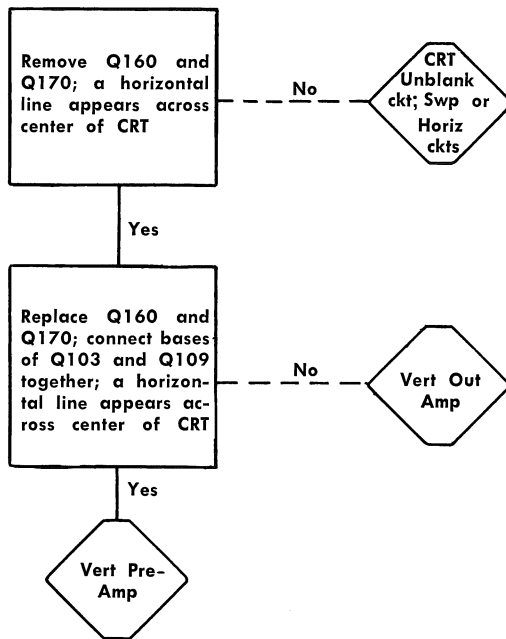 Remove Q160 and
Q170; a horizontal
line appears across
center of CRT
No
CRT
Unblank
ckt; Swp or
Horiz
ckts
Yes
Replace Q160 and
Q170; connect bases
of Q103 and Q109
together; a horizon-
tal line appears ac-
ross center of CRT
No
Vert Out
Amp
Yes
Vert Pre-
Amp